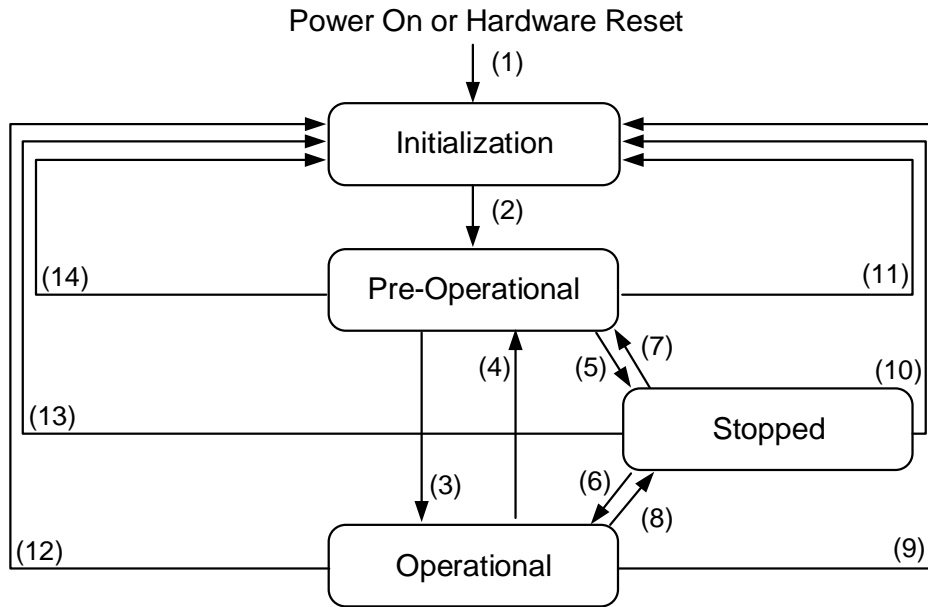 Power On or Hardware Reset
(1)
Initialization
(2)
(14)
Pre-Operational
(11)
(4)
(5)
(7)
(10)
(13)
Stopped
(3)
(6)
(8)
(12)
Operational
(9)